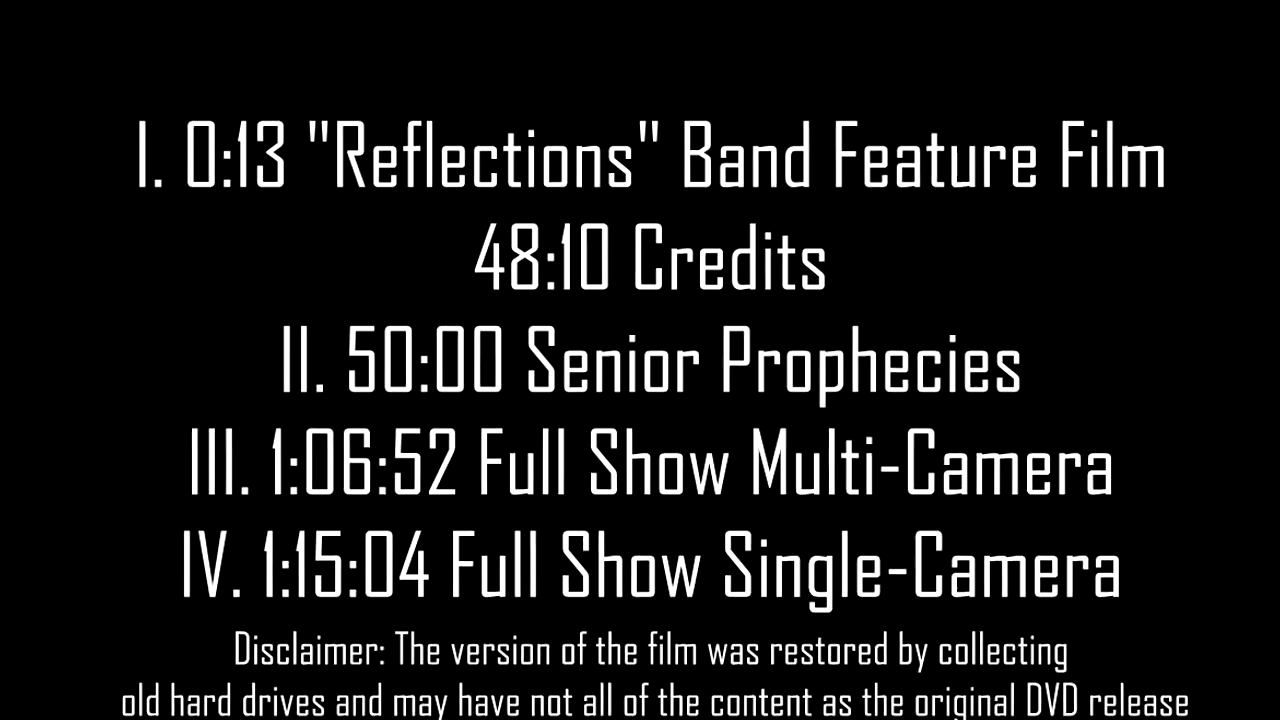 I. 0:13 "Reflections" Band Feature Film
48:10 Credits
II. 50:00 Senior Prophecies
III. 1:06:52 Full Show Multi-Camera
IV. 1:15:04 Full Show Single-Camera
Disclaimer: The version of the film was restored by collecting
old hard drives and may have not all of the content as the original DVD release